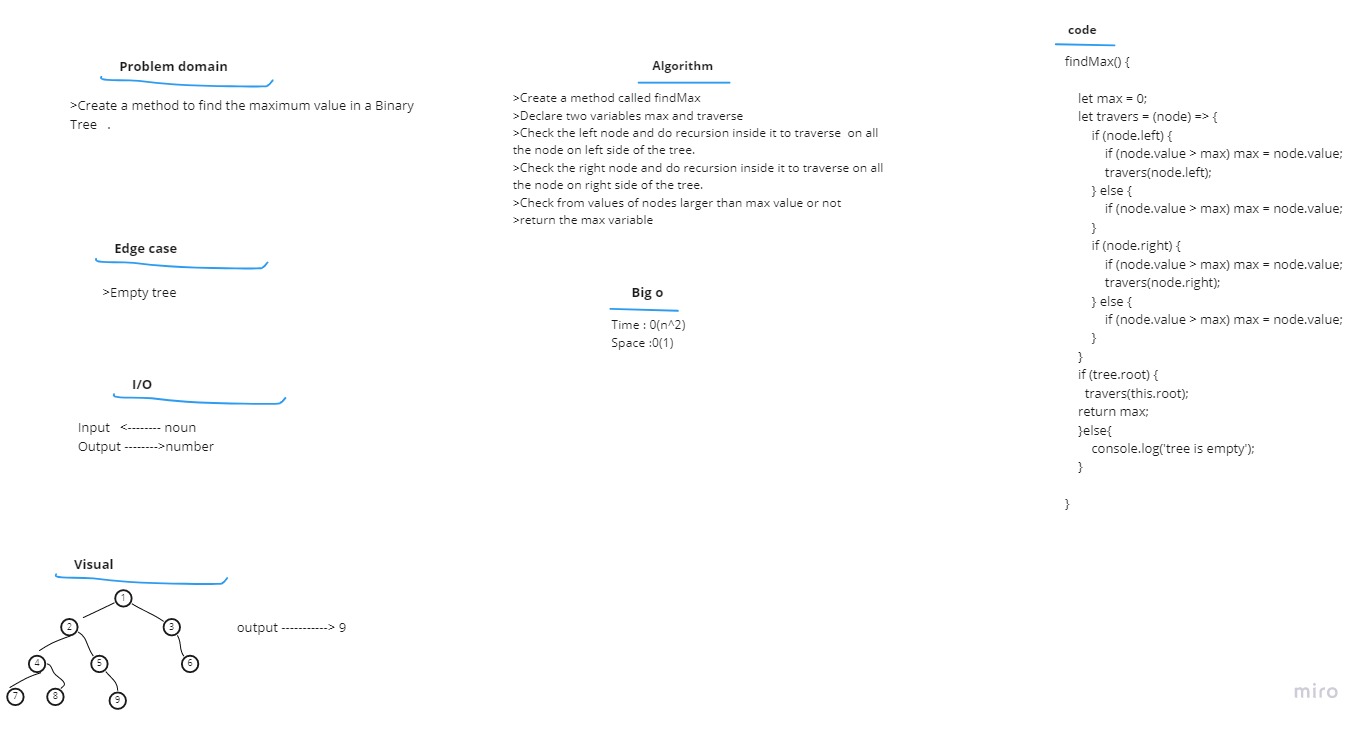 Problem domain
>Create a method to find the maximum value in a Binary
Tree .
Edge case
>Empty tree
I/O
Input <-------- noun
Output -------->number
Visual
1
2
3
output -----------> 9
4
5
6
7
8
9
Algorithm
>Create a method called findMax
>Declare two variables max and traverse
>Check the left node and do recursion inside it to traverse on all
the node on left side of the tree.
>Check the right node and do recursion inside it to traverse on all
the node on right side of the tree.
>Check from values of nodes larger than max value or not
>return the max variable
Big o
Time : 0(n^2)
Space :0(1)
code
findMax() {
let max = 0;
let travers = (node) => {
if (node.left) {
if (node.value > max) max = node.value;
travers(node.left);
} else {
if (node.value > max) max = node.value;
}
if (node.right) {
if (node.value > max) max = node.value;
travers(node.right);
} else {
if (node.value > max) max = node.value;
}
}
if (tree.root) {
travers(this.root);
return max;
}else{
console.log('tree is empty');
}
}
miro